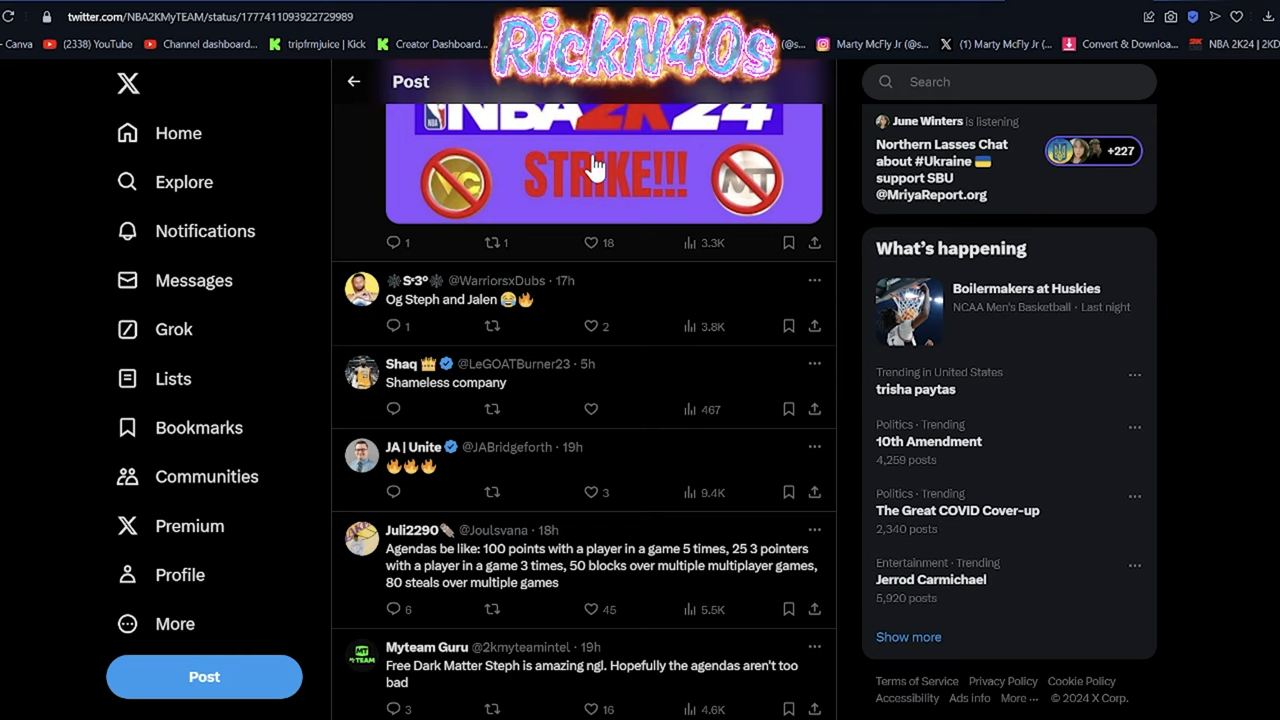 twitter.com/NBA2KMyTEAM/status/1777411093922729989
Canva
(2338) YouTube
Channel dashboard...
tripfrmjuice | Kick
Creator Dashboard...
(@s...
Marty McFly Jr (@s...
(1) Marty McFly Jr (...
Convert & Downloa...
NBA 2K24 | 2KD
RickN40s
Home
Explore
Notifications
Messages
Grok
Lists
Bookmarks
Communities
Premium
Profile
More
Post
Post
NBA NBA2K24
VC STRIKE!!! MT
1 1 18 3.3K
@WarriorsxDubs · 17h
Og Steph and Jalen 😂🔥
1 2 3.8K
Shaq 👑 @LeGOATBurner23 · 5h
Shameless company
467
JA | Unite @JABridgeforth · 19h
🔥🔥🔥
3 9.4K
Juli2290 @Joulsvana · 18h
Agendas be like: 100 points with a player in a game 5 times, 25 3 pointers
with a player in a game 3 times, 50 blocks over multiple multiplayer games,
80 steals over multiple games
6 45 5.5K
MT MyTEAM
Myteam Guru @2kmyteamintel · 19h
Free Dark Matter Steph is amazing ngl. Hopefully the agendas aren't too
bad
3 16 4.6K
Search
June Winters is listening
Northern Lasses Chat
about #Ukraine 🇺🇦
support SBU
@MriyaReport.org
+227
What's happening
Boilermakers at Huskies
NCAA Men's Basketball · Last night
Trending in United States
trisha paytas
Politics · Trending
10th Amendment
4,259 posts
Politics · Trending
The Great COVID Cover-up
2,340 posts
Entertainment · Trending
Jerrod Carmichael
5,920 posts
Show more
Terms of Service Privacy Policy Cookie Policy
Accessibility Ads info More ··· © 2024 X Corp.